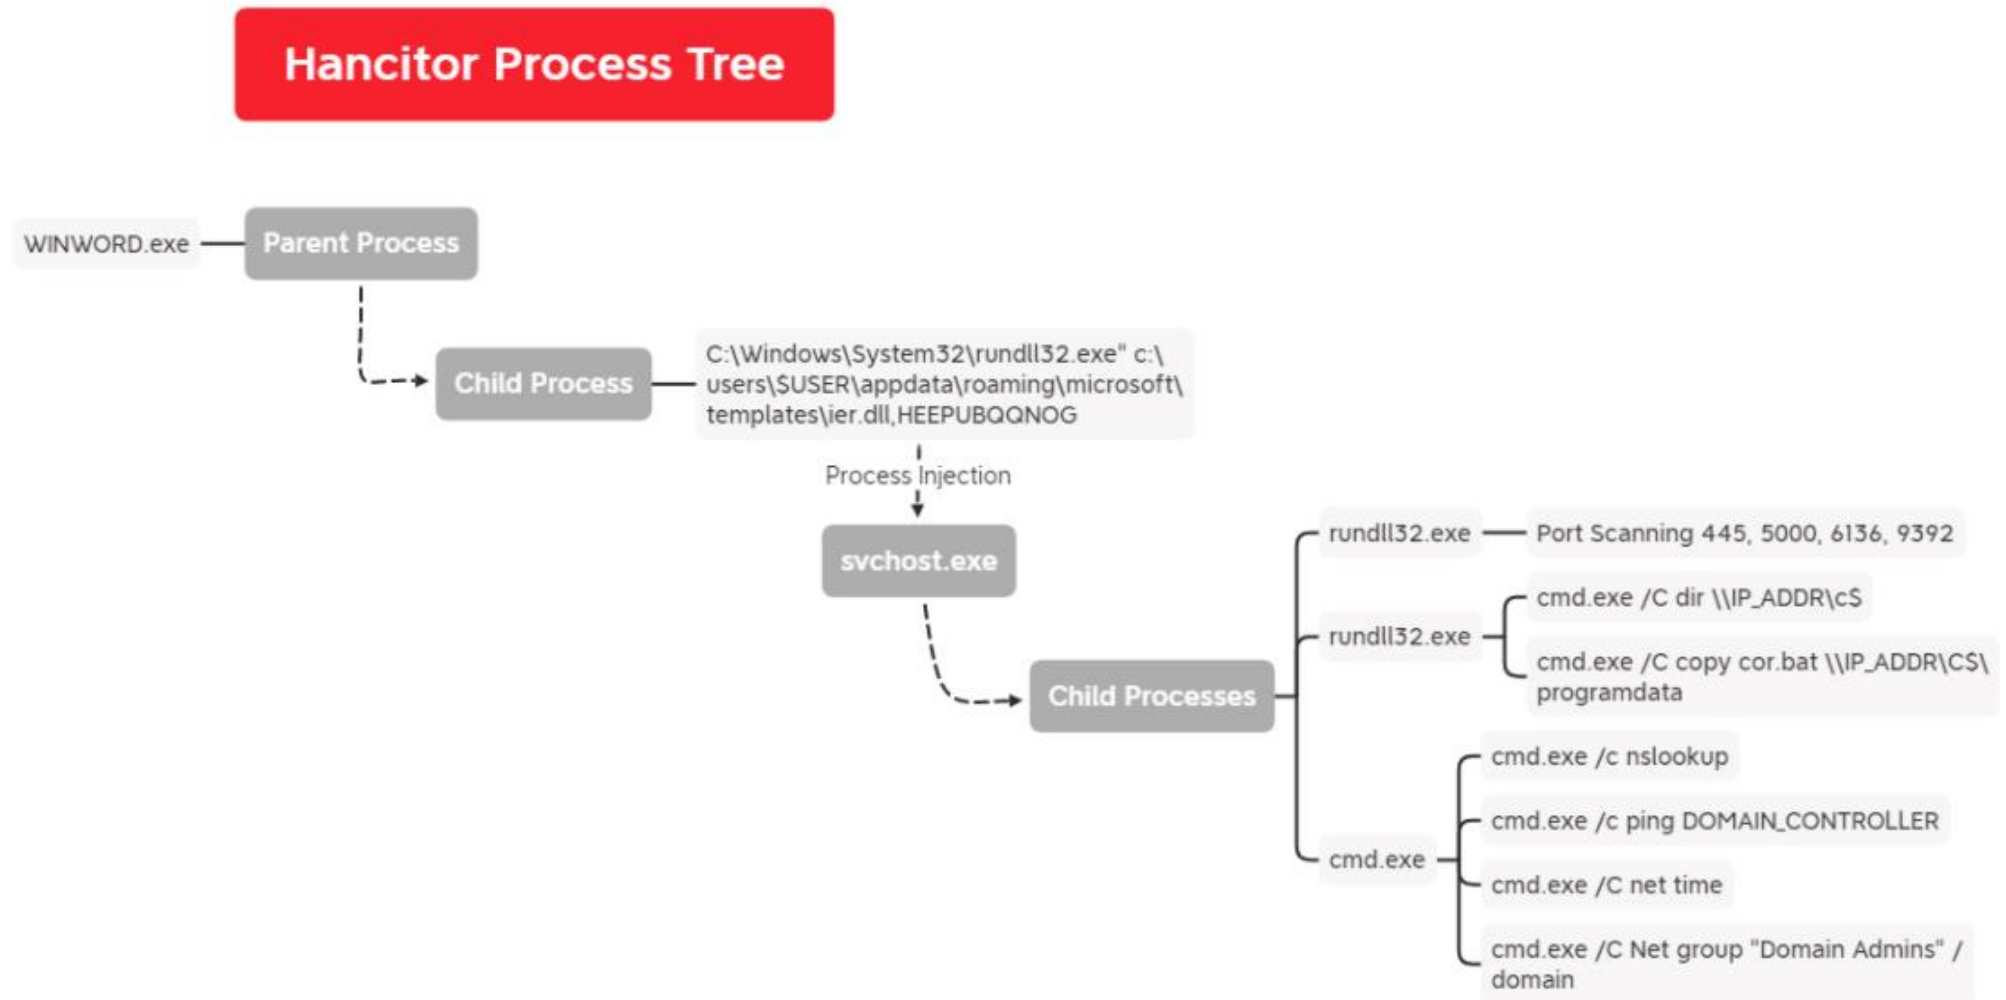 Hancitor Process Tree
WINWORD.exe
Parent Process
Child Process
C:\Windows\System32\rundll32.exe" c:\
users\$USER\appdata\roaming\microsoft\
templates\ier.dll,HEEPUBQQNOG
Process Injection
svchost.exe
Child Processes
rundll32.exe
Port Scanning 445, 5000, 6136, 9392
rundll32.exe
cmd.exe /C dir \\IP_ADDR\c$
cmd.exe /C copy cor.bat \\IP_ADDR\C$\
programdata
cmd.exe
cmd.exe /c nslookup
cmd.exe /c ping DOMAIN_CONTROLLER
cmd.exe /C net time
cmd.exe /C Net group "Domain Admins" /
domain